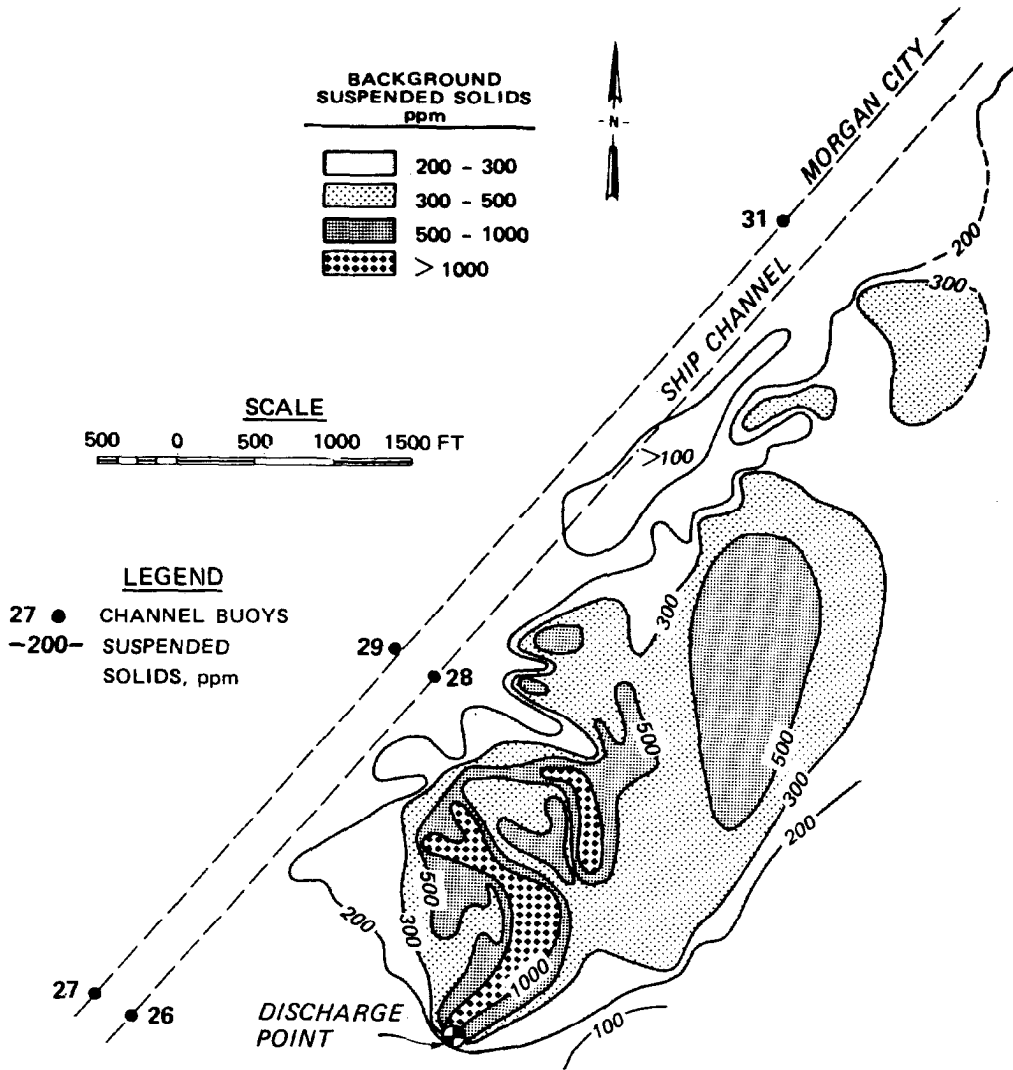 BACKGROUND
SUSPENDED SOLIDS
ppm
200 - 300
300 - 500
500 - 1000
> 1000
-N-
MORGAN CITY
31
SHIP CHANNEL
200
300
SCALE
500 0 500 1000 1500 FT
>100
LEGEND
27 ● CHANNEL BUOYS
-200- SUSPENDED
SOLIDS, ppm
29
28
300
500
500
300
200
500
200
300
1000
27
26
DISCHARGE
POINT
100